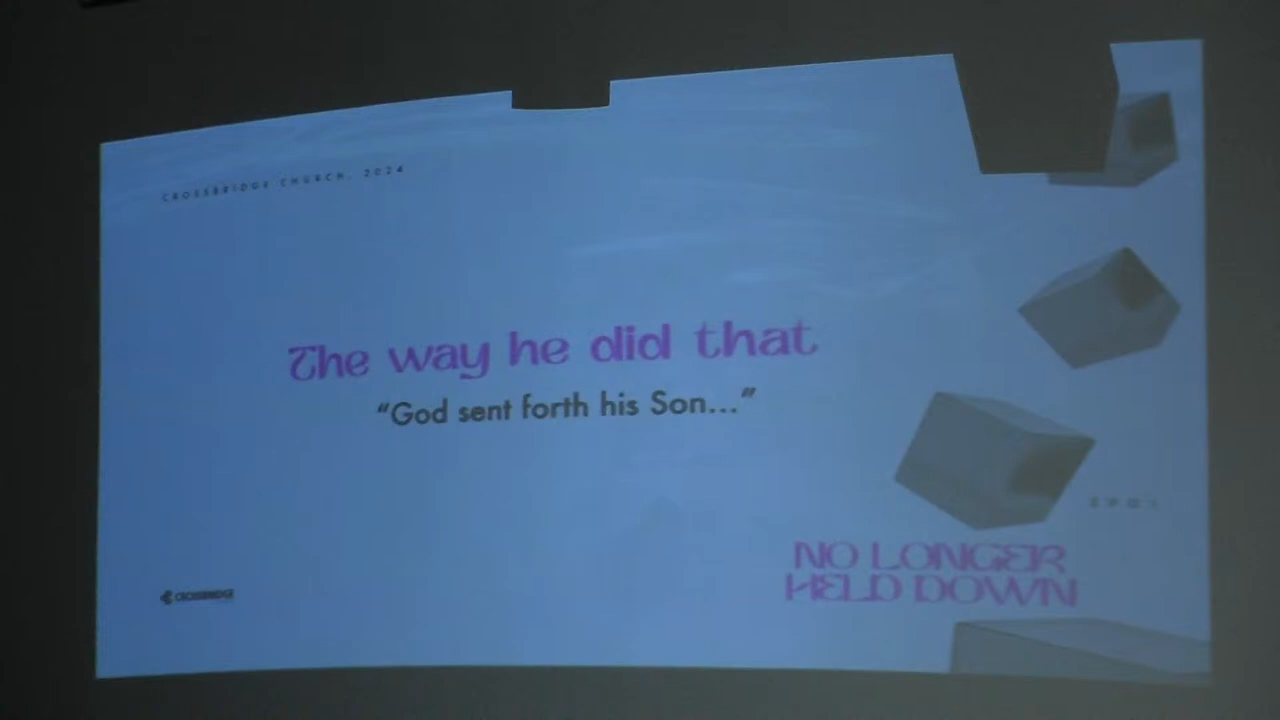 CROSSBRIDGE CHURCH. 2024
The way he did that
“God sent forth his Son...”
NO LONGER
HELD DOWN
CROSSBRIDGE